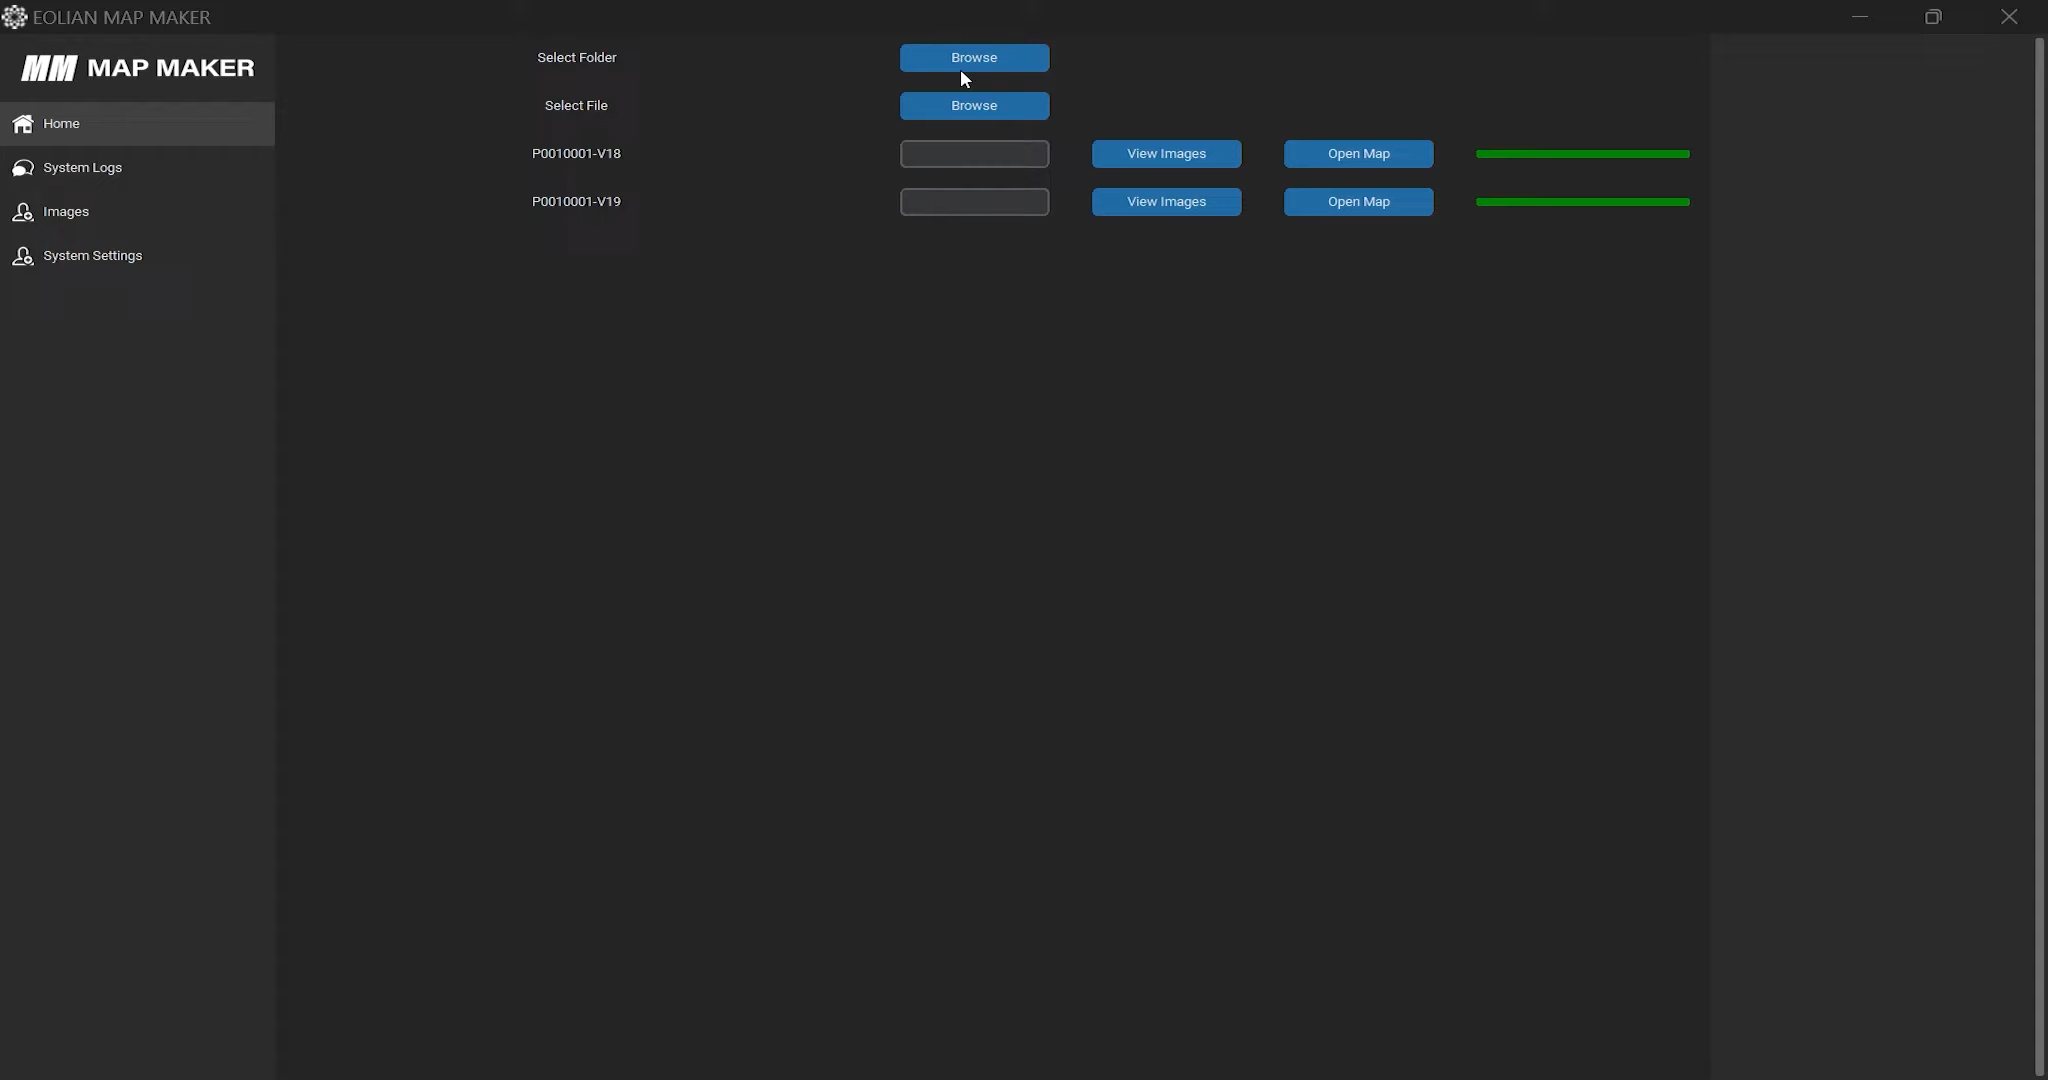 EOLIAN MAP MAKER
MM MAP MAKER
Home
System Logs
Images
System Settings
Select Folder Browse
Select File Browse
P0010001-V18 View Images Open Map
P0010001-V19 View Images Open Map